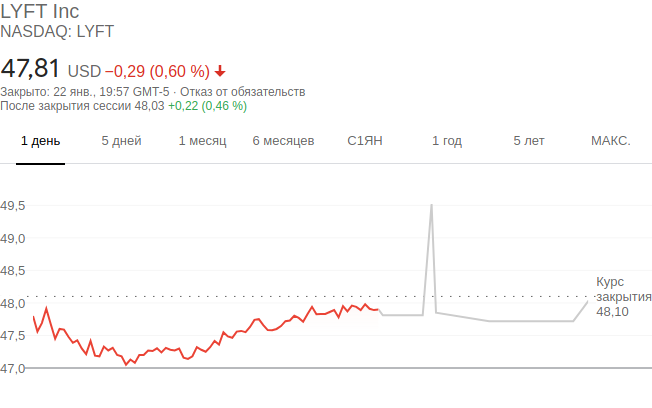 LYFT Inc
NASDAQ: LYFT
47,81 USD −0,29 (0,60 %)
Закрыто: 22 янв., 19:57 GMT-5 · Отказ от обязательств
После закрытия сессии 48,03 +0,22 (0,46 %)
1 день 5 дней 1 месяц 6 месяцев С1ЯН 1 год 5 лет МАКС.
49,5
49,0
48,5
Курс
48,0 закрытия
48,10
47,5
47,0